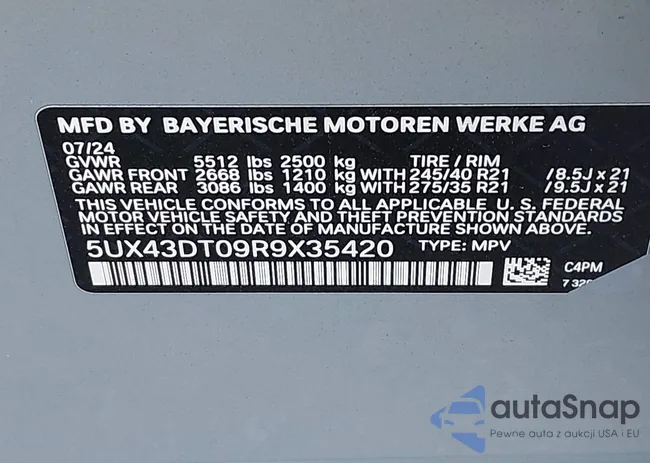 MFD BY BAYERISCHE MOTOREN WERKE AG
07/24
GVWR 5512 lbs 2500 kg TIRE / RIM
GAWR FRONT 2668 lbs 1210 kg WITH 245/40 R21 /8.5J x 21
GAWR REAR 3086 lbs 1400 kg WITH 275/35 R21 /9.5J x 21
THIS VEHICLE CONFORMS TO ALL APPLICABLE U. S. FEDERAL
MOTOR VEHICLE SAFETY AND THEFT PREVENTION STANDARDS
IN EFFECT ON THE DATE OF MANUFACTURE SHOWN ABOVE.
5UX43DT09R9X35420 TYPE: MPV
C4PM
autaSnap
Pewne auta z aukcji USA i EU